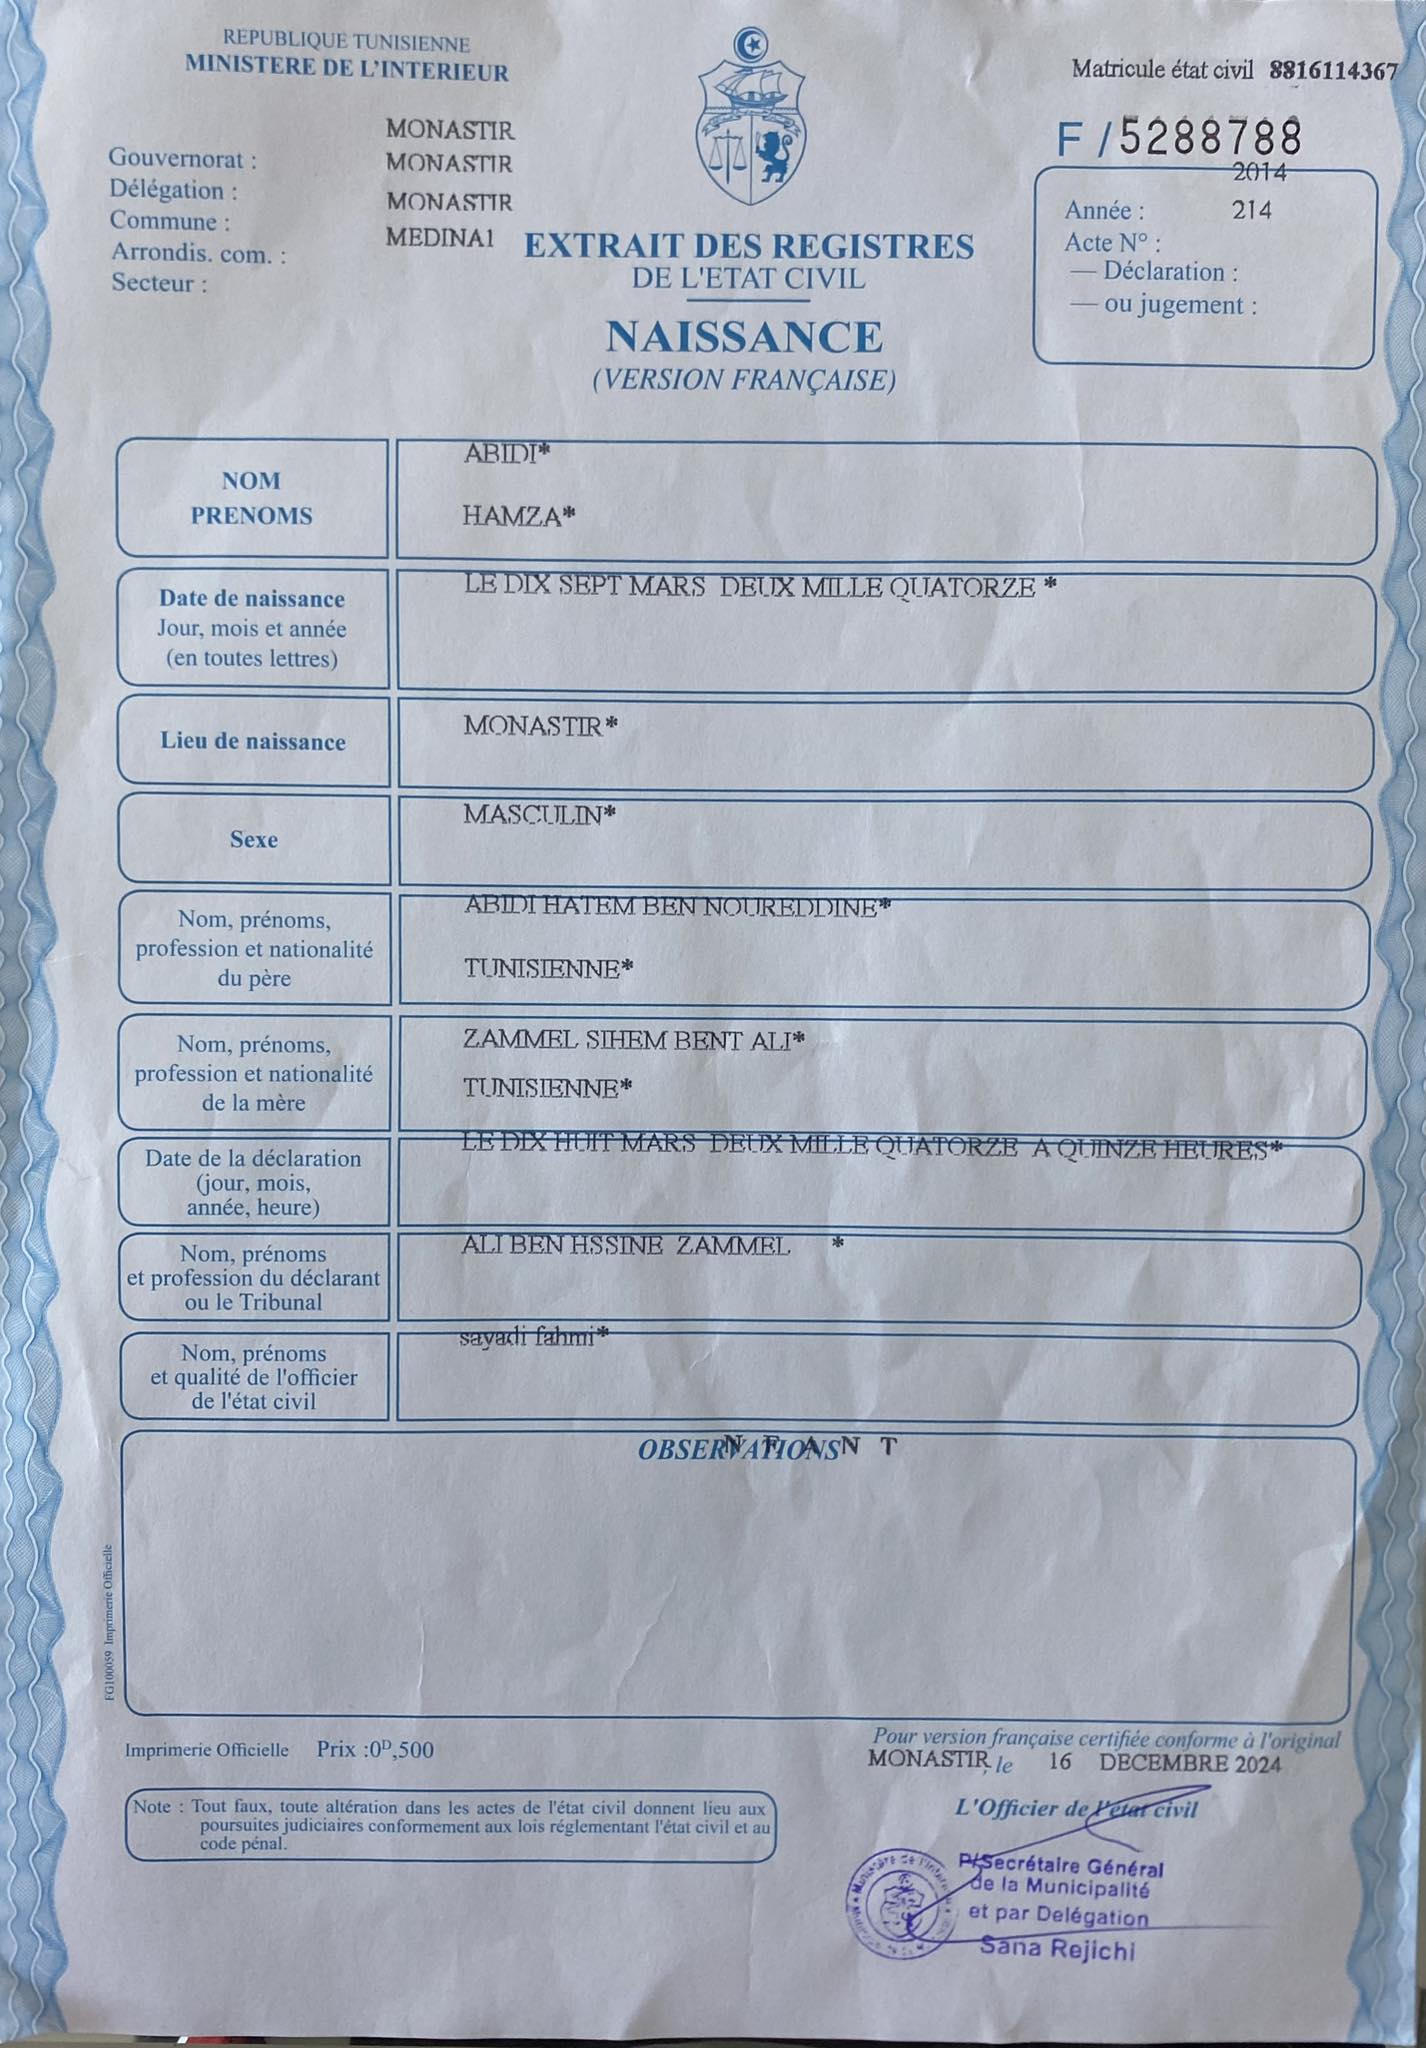 REPUBLIQUE TUNISIENNE
MINISTERE DE L'INTERIEUR
Matricule état civil 8816114367
F / 5288788
Gouvernorat : MONASTIR
Délégation : MONASTIR
Commune : MONASTIR
Arrondis. com. : MEDINA1
Secteur :
2014
Année : 214
Acte N° :
— Déclaration :
— ou jugement :
EXTRAIT DES REGISTRES
DE L'ETAT CIVIL
NAISSANCE
(VERSION FRANÇAISE)
NOM
PRENOMS
ABIDI*
HAMZA*
Date de naissance
Jour, mois et année
(en toutes lettres)
LE DIX SEPT MARS DEUX MILLE QUATORZE *
Lieu de naissance
MONASTIR*
Sexe
MASCULIN*
Nom, prénoms,
profession et nationalité
du père
ABIDI HATEM BEN NOUREDDINE*
TUNISIENNE*
Nom, prénoms,
profession et nationalité
de la mère
ZAMMEL SIHEM BENT ALI*
TUNISIENNE*
Date de la déclaration
(jour, mois,
année, heure)
LE DIX HUIT MARS DEUX MILLE QUATORZE A QUINZE HEURES*
Nom, prénoms
et profession du déclarant
ou le Tribunal
ALI BEN HSSINE ZAMMEL *
Nom, prénoms
et qualité de l'officier
de l'état civil
sayadi fahmi*
OBSERVATIONS
N E A N T
FG100059 Imprimerie Officielle
Imprimerie Officielle Prix :0D,500
Pour version française certifiée conforme à l'original
MONASTIR, le 16 DECEMBRE 2024
Note : Tout faux, toute altération dans les actes de l'état civil donnent lieu aux
poursuites judiciaires conformement aux lois réglementant l'état civil et au
code pénal.
L'Officier de l'état civil
P/Secrétaire Général
de la Municipalité
et par Delégation
Sana Rejichi